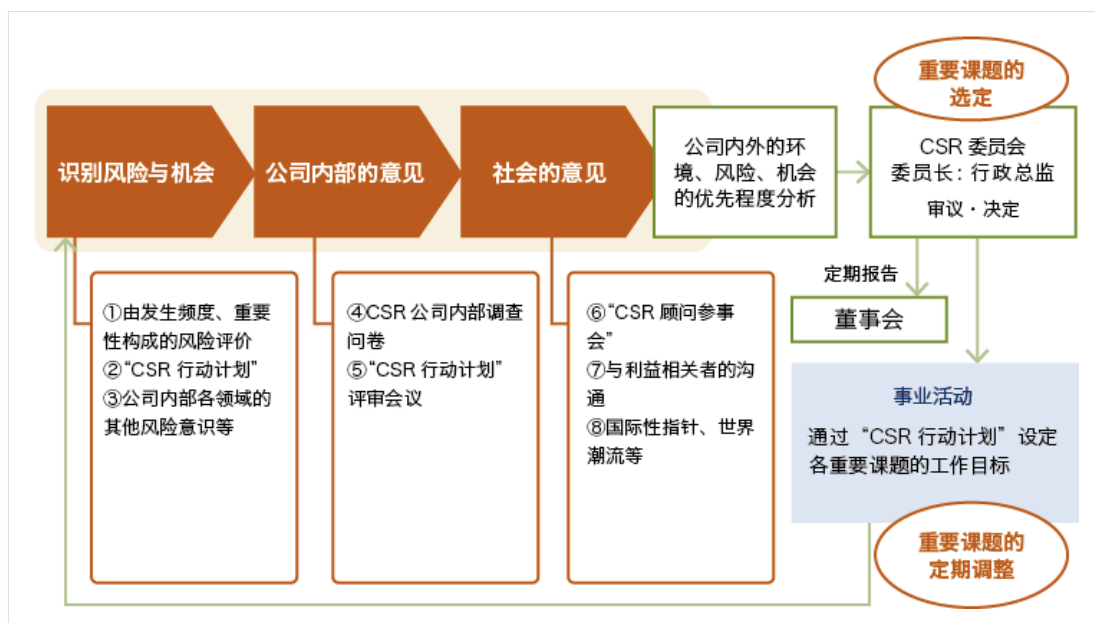 重要课题的
选定
识别风险与机会
公司内部的意见
社会的意见
公司内外的环
境、风险、机会
的优先程度分析
CSR 委员会
委员长：行政总监
审议·决定
定期报告
董事会
①由发生频度、重要
性构成的风险评价
②“CSR 行动计划”
③公司内部各领域的
其他风险意识等
④CSR 公司内部调查
问卷
⑤“CSR 行动计划”
评审会议
⑥“CSR 顾问参事
会”
⑦与利益相关者的沟
通
⑧国际性指针、世界
潮流等
事业活动
通过“CSR 行动计划”设定
各重要课题的工作目标
重要课题的
定期调整